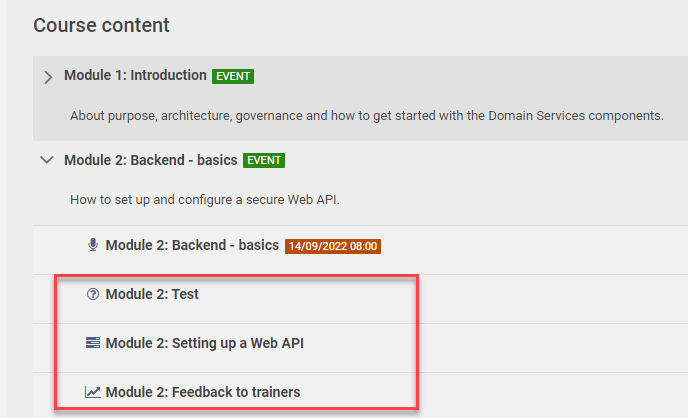 Course content
Module 1: Introduction EVENT
About purpose, architecture, governance and how to get started with the Domain Services components.
Module 2: Backend - basics EVENT
How to set up and configure a secure Web API.
Module 2: Backend - basics 14/09/2022 08:00
Module 2: Test
Module 2: Setting up a Web API
Module 2: Feedback to trainers